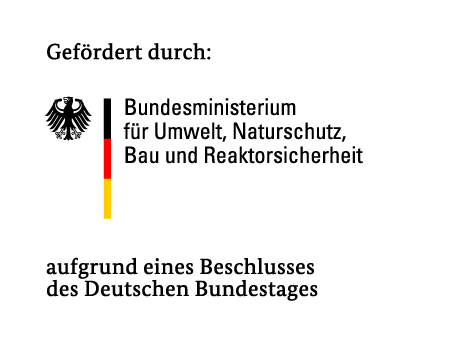 Gefördert durch:
Bundesministerium
für Umwelt, Naturschutz,
Bau und Reaktorsicherheit
aufgrund eines Beschlusses
des Deutschen Bundestages